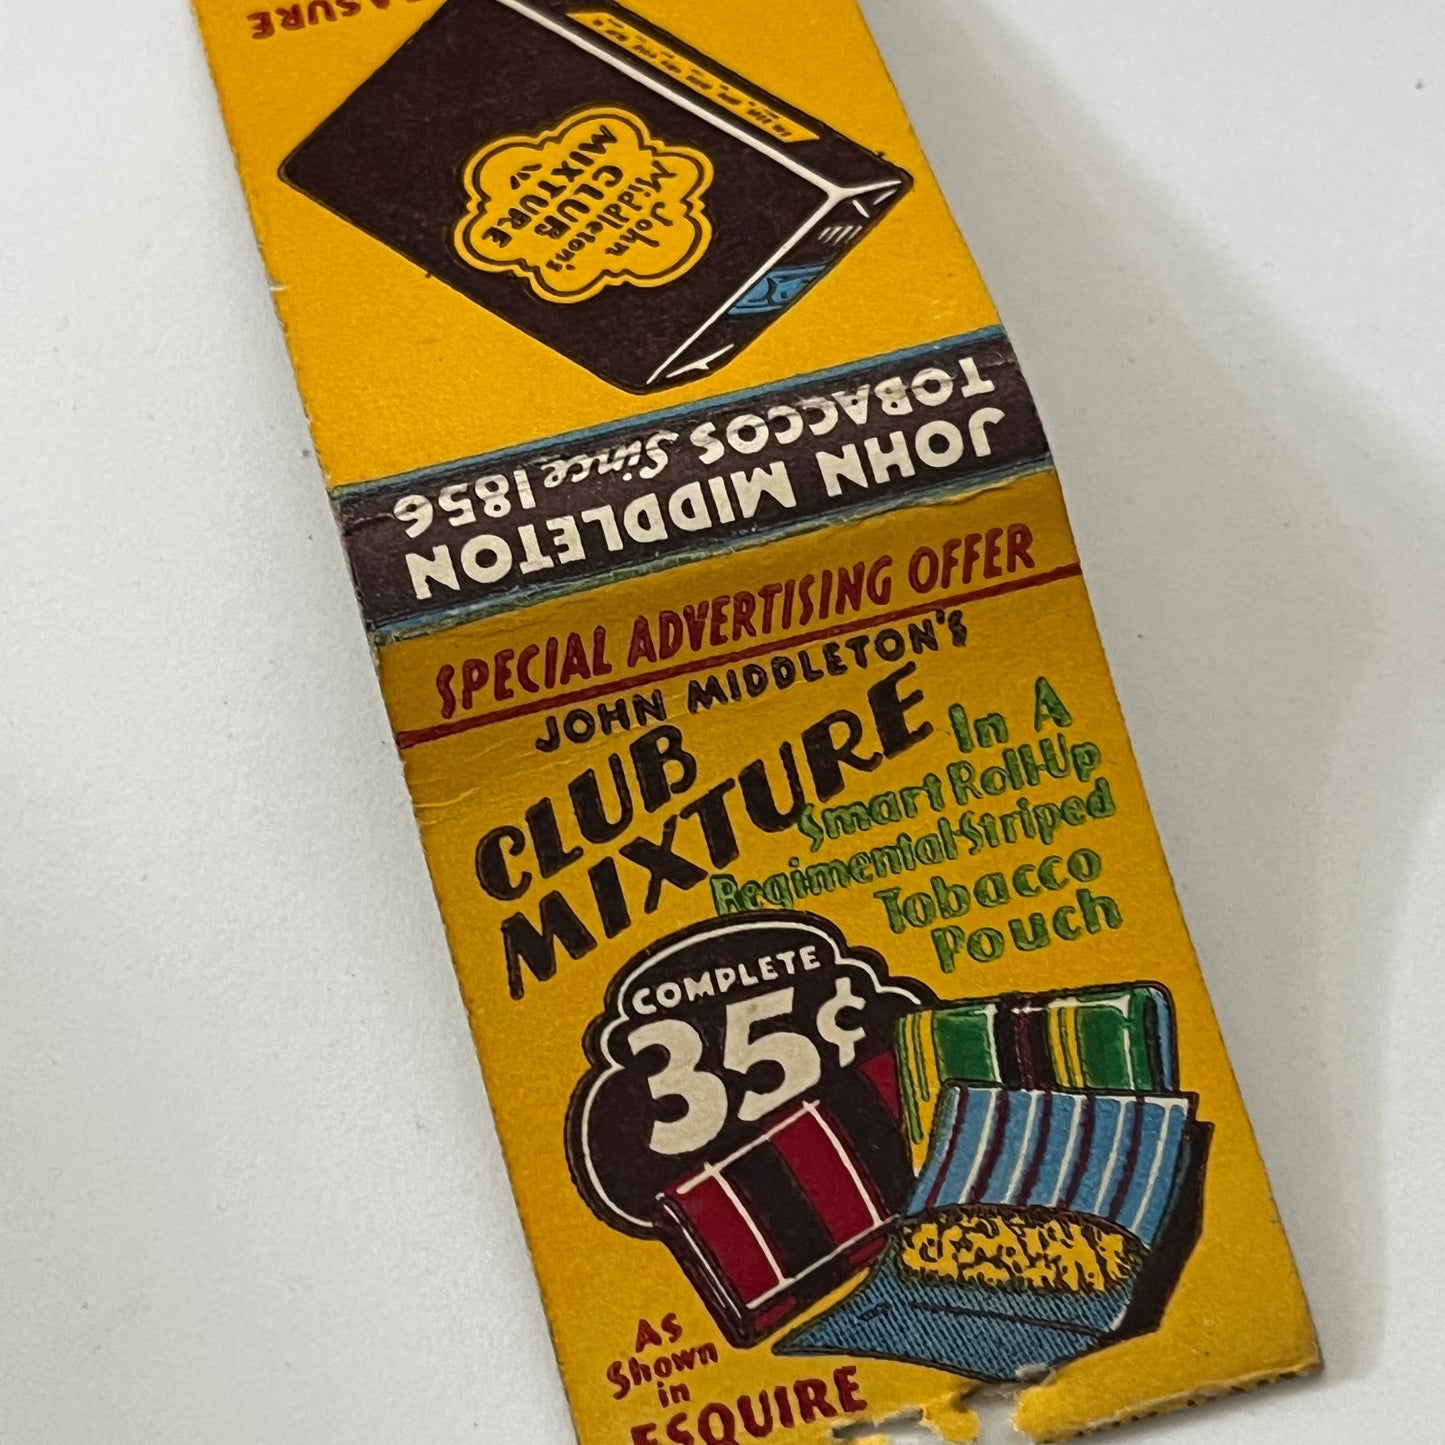 SPECIAL ADVERTISING OFFER
JOHN MIDDLETON'S
CLUB
MIXTURE
In A
Smart Roll-Up
Regimental-Striped
Tobacco
Pouch
COMPLETE
35¢
As
Shown
in
ESQUIRE
JOHN MIDDLETON
TOBACCOS Since 1856
John
Middleton's
CLUB
MIXTURE